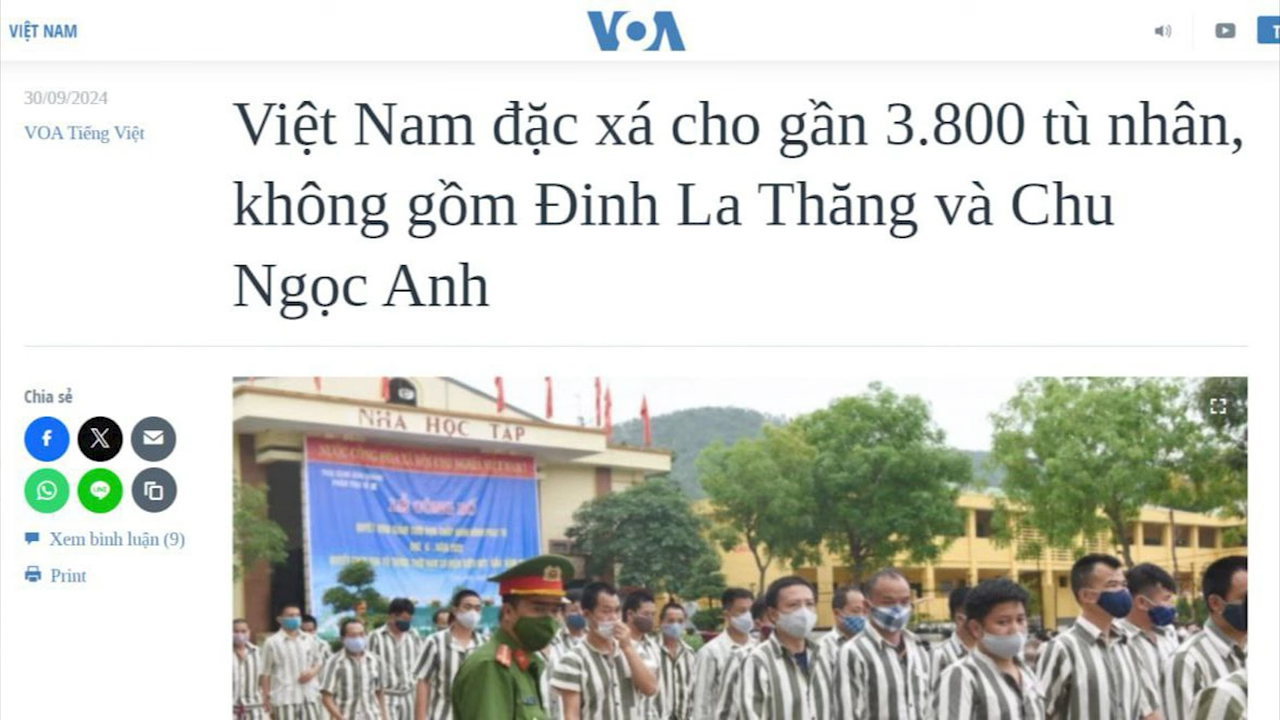 VIỆT NAM
VOA
30/09/2024
VOA Tiếng Việt
Việt Nam đặc xá cho gần 3.800 tù nhân,
không gồm Đinh La Thăng và Chu
Ngọc Anh
Chia sẻ
Xem bình luận (9)
Print
NHÀ HỌC TẬP